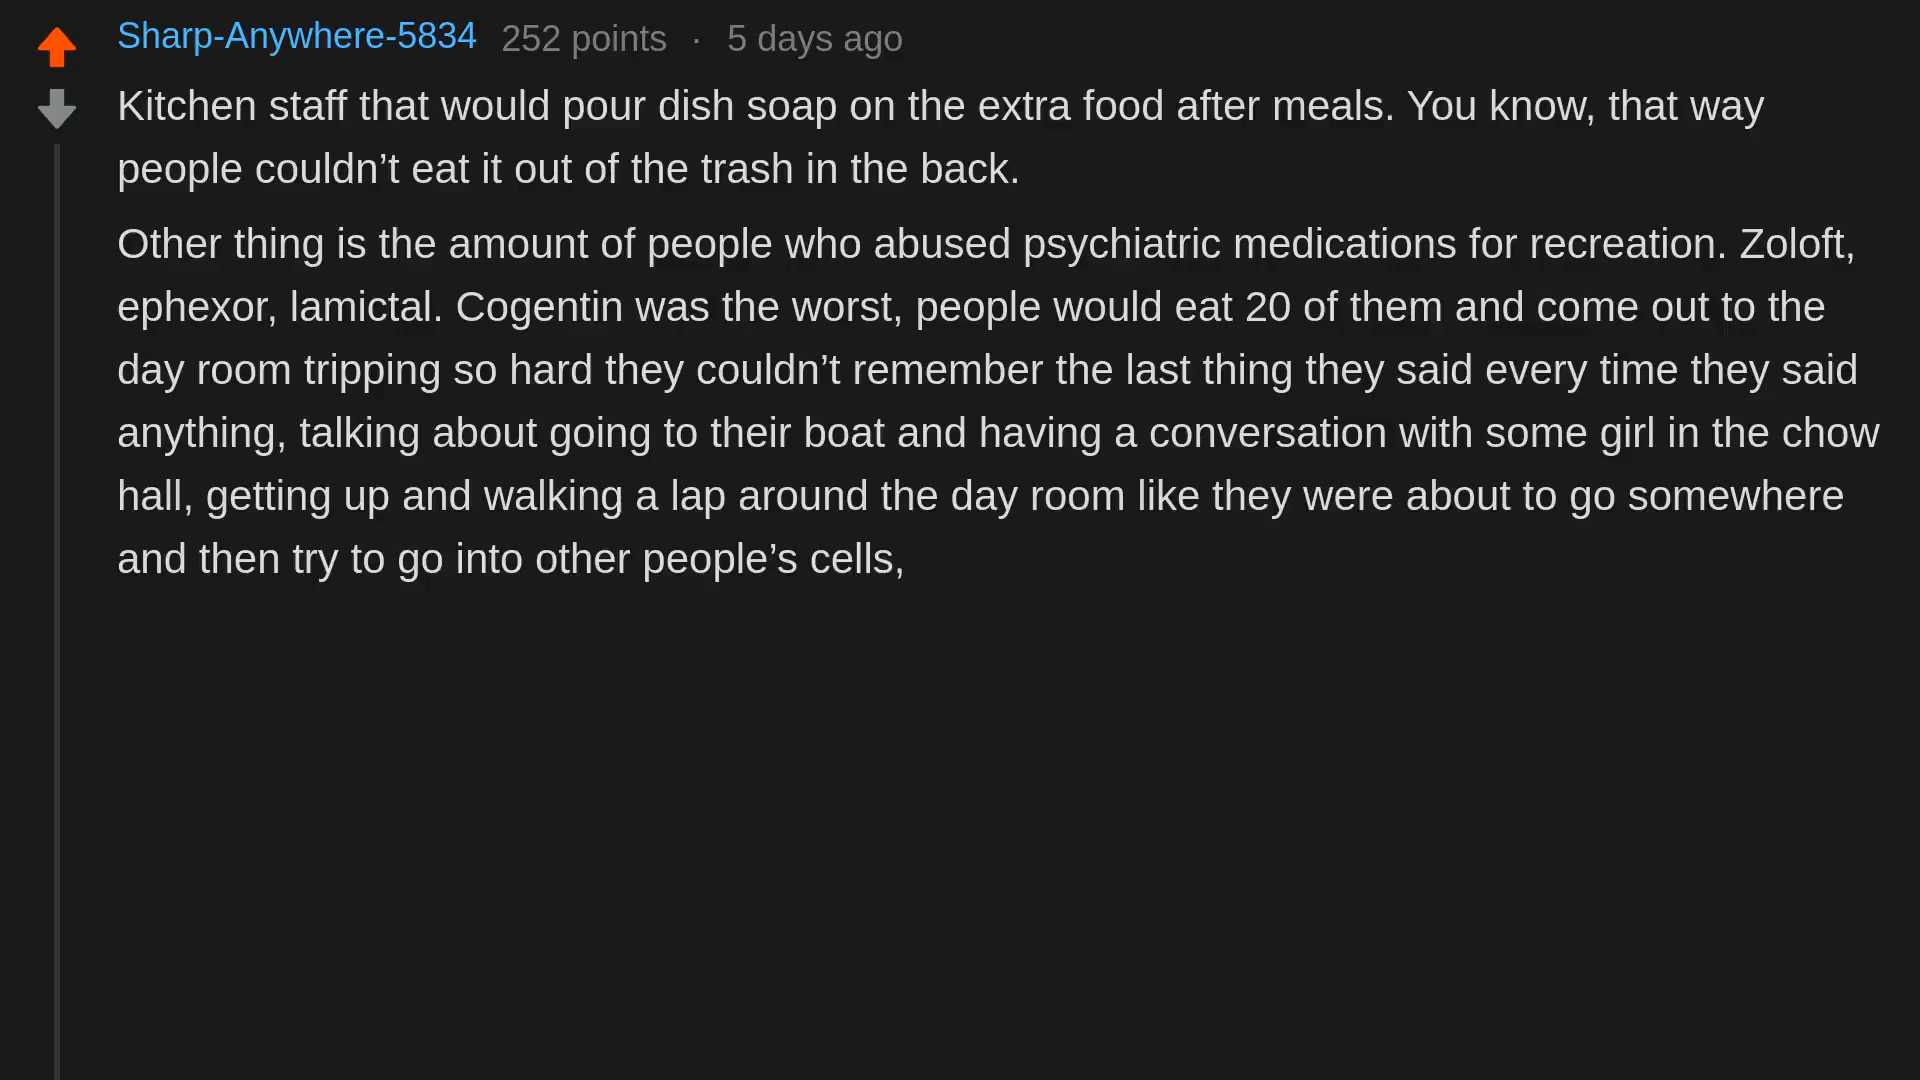 Sharp-Anywhere-5834 252 points · 5 days ago
Kitchen staff that would pour dish soap on the extra food after meals. You know, that way
people couldn’t eat it out of the trash in the back.
Other thing is the amount of people who abused psychiatric medications for recreation. Zoloft,
ephexor, lamictal. Cogentin was the worst, people would eat 20 of them and come out to the
day room tripping so hard they couldn’t remember the last thing they said every time they said
anything, talking about going to their boat and having a conversation with some girl in the chow
hall, getting up and walking a lap around the day room like they were about to go somewhere
and then try to go into other people’s cells,